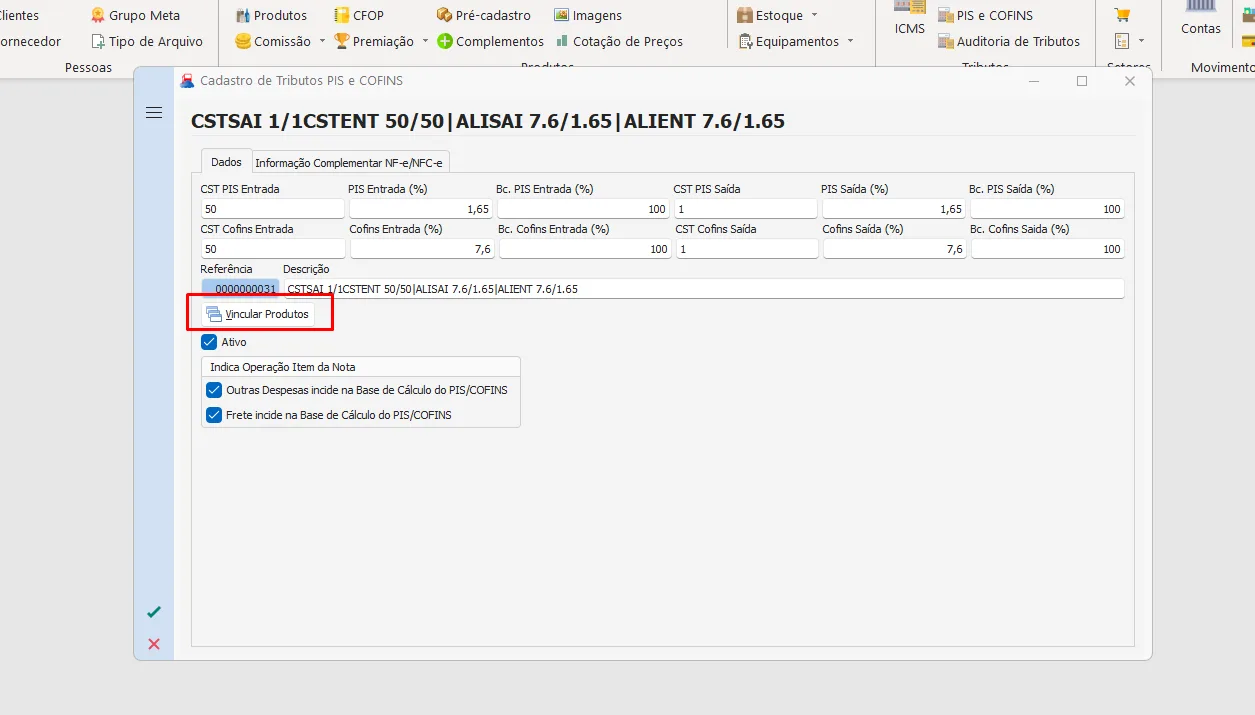 lientes
Grupo Meta
Produtos
CFOP
Pré-cadastro
Imagens
Estoque
ICMS
PIS e COFINS
Contas
ornecedor
Tipo de Arquivo
Comissão
Premiação
Complementos
Cotação de Preços
Equipamentos
Auditoria de Tributos
Pessoas
Produtos
Tributos
Setores
Movimento
Cadastro de Tributos PIS e COFINS
CSTSAI 1/1CSTENT 50/50|ALISAI 7.6/1.65|ALIENT 7.6/1.65
Dados
Informação Complementar NF-e/NFC-e
CST PIS Entrada
PIS Entrada (%)
Bc. PIS Entrada (%)
CST PIS Saída
PIS Saída (%)
Bc. PIS Saída (%)
50
1,65
100
1
1,65
100
CST Cofins Entrada
Cofins Entrada (%)
Bc. Cofins Entrada (%)
CST Cofins Saída
Cofins Saída (%)
Bc. Cofins Saida (%)
50
7,6
100
1
7,6
100
Referência
Descrição
0000000031
CSTSAI 1/1CSTENT 50/50|ALISAI 7.6/1.65|ALIENT 7.6/1.65
Vincular Produtos
Ativo
Indica Operação Item da Nota
Outras Despesas incide na Base de Cálculo do PIS/COFINS
Frete incide na Base de Cálculo do PIS/COFINS